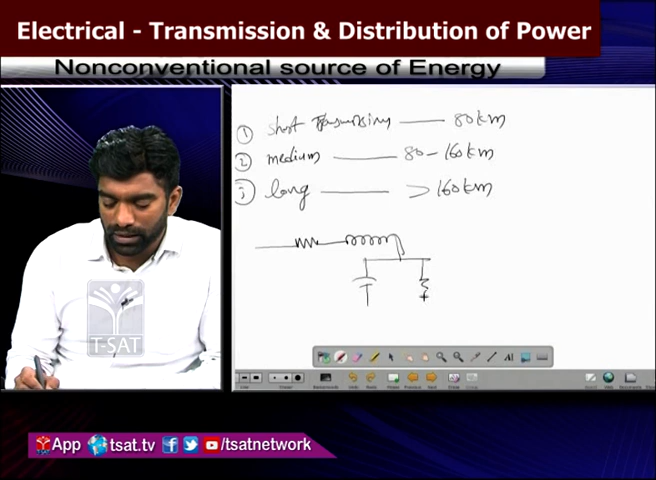 Electrical - Transmission & Distribution of Power
Nonconventional source of Energy
① short Transmission — 80km
② medium — 80 - 160km
③ long — > 160km
T-SAT
App tsat.tv /tsatnetwork